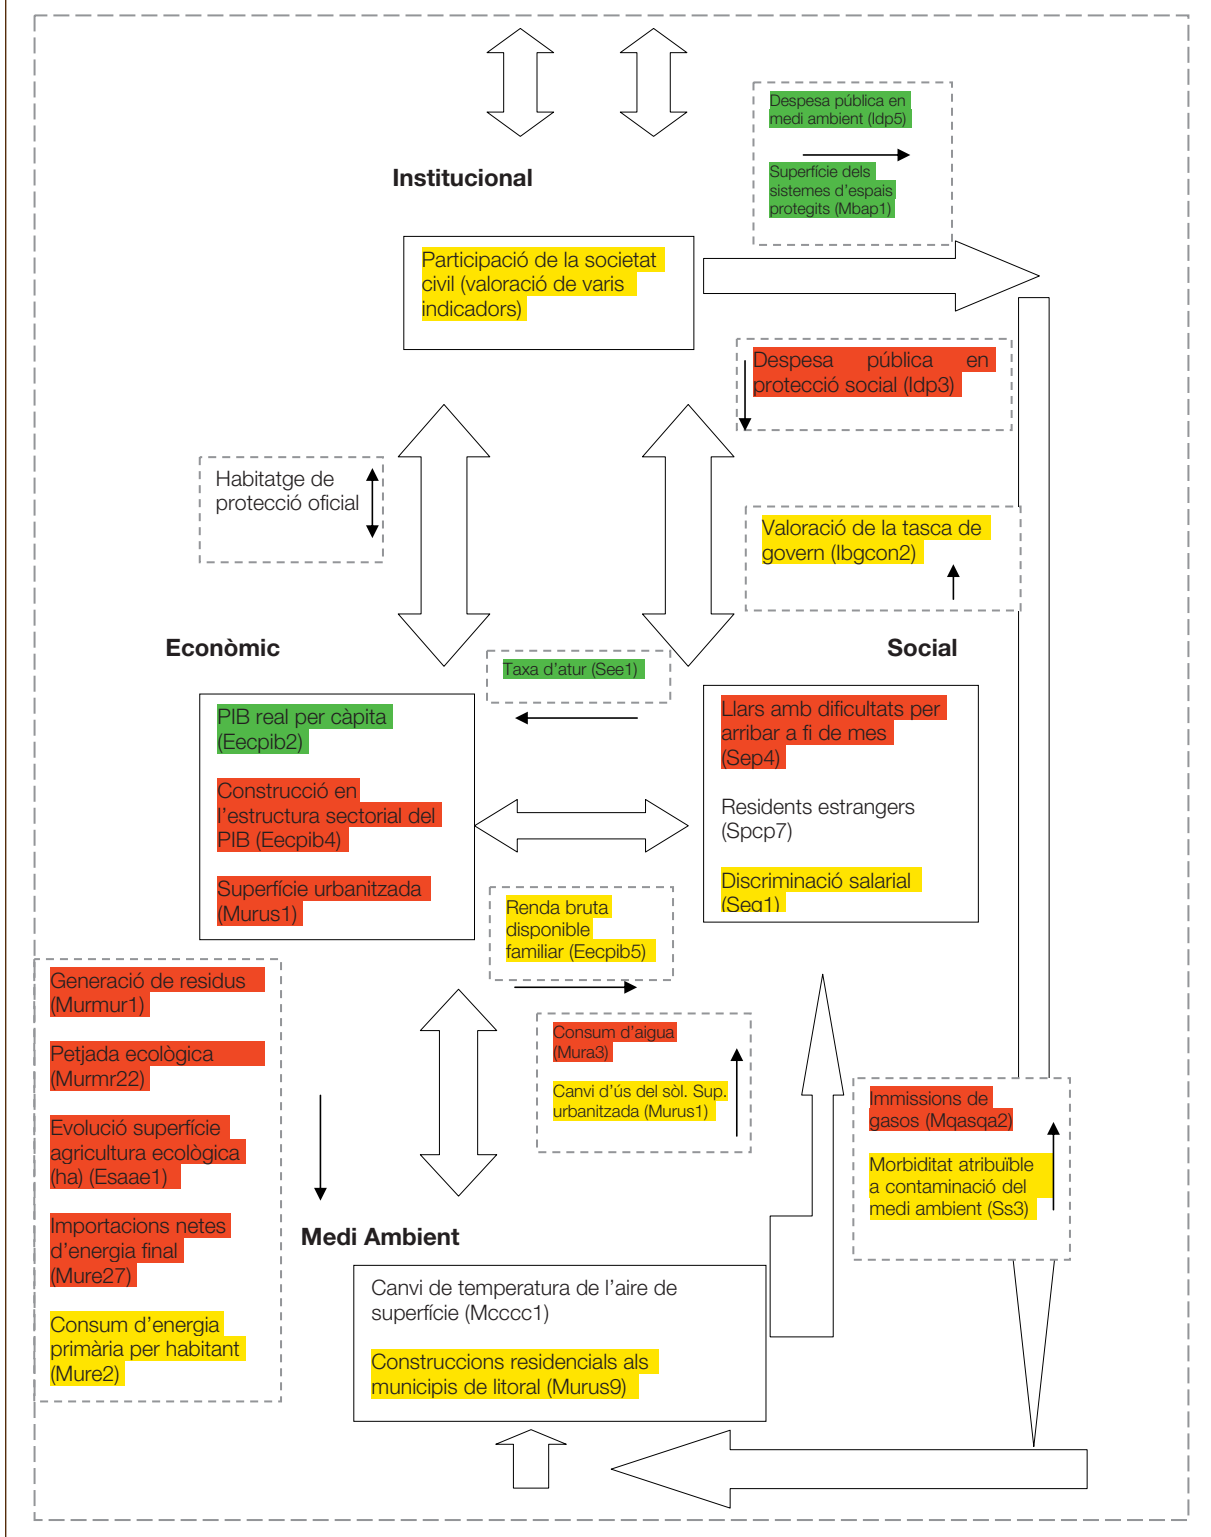 Despesa pública en
medi ambient (Idp5)
Superfície dels
sistemes d'espais
protegits (Mbap1)
Institucional
Participació de la societat
civil (valoració de varis
indicadors)
Despesa pública en
protecció social (Idp3)
Habitatge de
protecció oficial
Valoració de la tasca de
govern (Ibgcon2)
Econòmic
Social
Taxa d'atur (See1)
PIB real per càpita
(Eecpib2)
Construcció en
l'estructura sectorial del
PIB (Eecpib4)
Superfície urbanitzada
(Murus1)
Llars amb dificultats per
arribar a fi de mes
(Sep4)
Residents estrangers
(Spcp7)
Discriminació salarial
(Seg1)
Renda bruta
disponible
familiar (Eecpib5)
Generació de residus
(Murmur1)
Petjada ecològica
(Murmr22)
Evolució superfície
agricultura ecològica
(ha) (Esaae1)
Importacions netes
d'energia final
(Mure27)
Consum d'energia
primària per habitant
(Mure2)
Consum d'aigua
(Mura3)
Canvi d'ús del sòl. Sup.
urbanitzada (Murus1)
Immissions de
gasos (Mqasqa2)
Morbiditat atribuïble
a contaminació del
medi ambient (Ss3)
Medi Ambient
Canvi de temperatura de l'aire de
superfície (Mcccc1)
Construccions residencials als
municipis de litoral (Murus9)